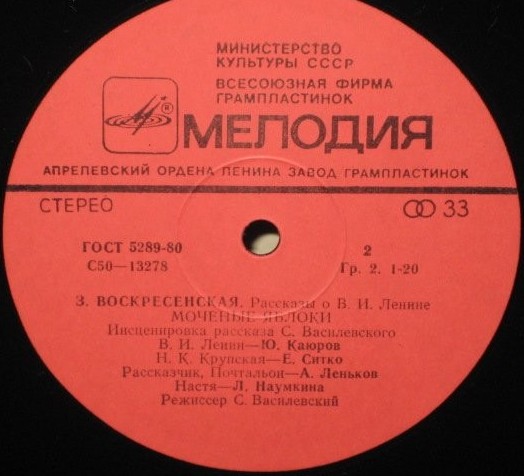 МИНИСТЕРСТВО
КУЛЬТУРЫ СССР
ВСЕСОЮЗНАЯ ФИРМА
ГРАМПЛАСТИНОК
® МЕЛОДИЯ
АПРЕЛЕВСКИЙ ОРДЕНА ЛЕНИНА ЗАВОД ГРАМПЛАСТИНОК
СТЕРЕО 33
ГОСТ 5289-80 2
С50—13278 Гр. 2. 1-20
З. ВОСКРЕСЕНСКАЯ. Рассказы о В. И. Ленине
МОЧЕНЫЕ ЯБЛОКИ
Инсценировка рассказа С. Василевского
В. И. Ленин—Ю. Каюров
Н. К. Крупская—Е. Ситко
Рассказчик, Почтальон—А. Леньков
Настя—Л. Наумкина
Режиссер С. Василевский